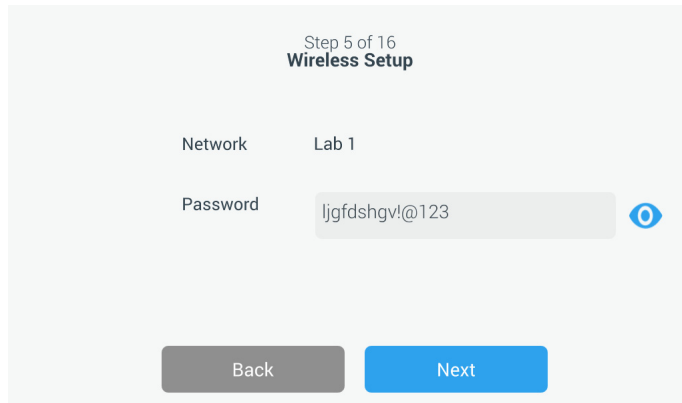 Step 5 of 16
Wireless Setup
Network Lab 1
Password ljgfdshgv!@123
Back Next